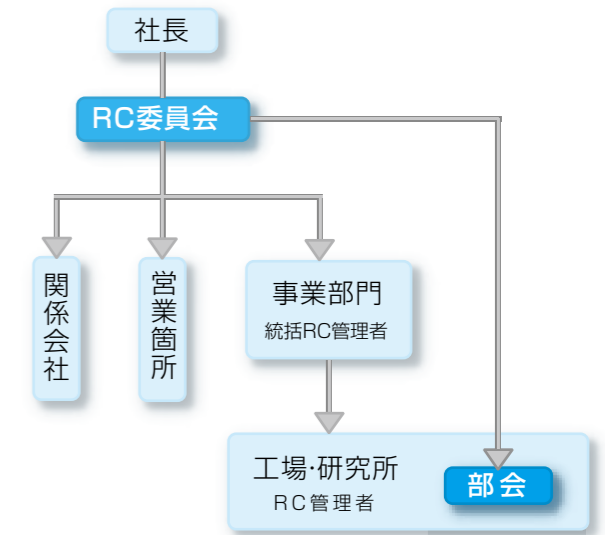 社長
RC委員会
関係会社
営業箇所
事業部門
統括RC管理者
工場・研究所
RC管理者
部会